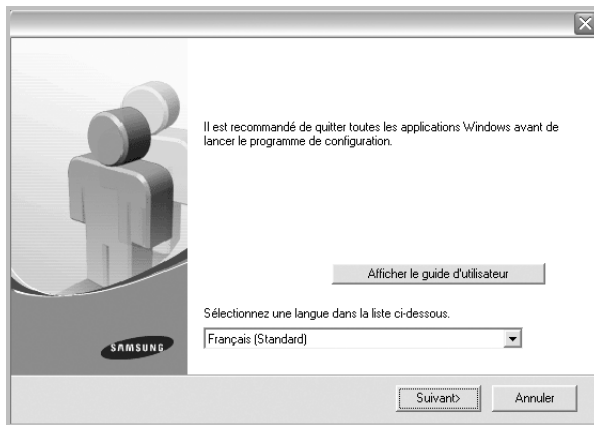 Il est recommandé de quitter toutes les applications Windows avant de
lancer le programme de configuration.
Afficher le guide d'utilisateur
Sélectionnez une langue dans la liste ci-dessous.
Français (Standard)
SAMSUNG
Suivant>
Annuler